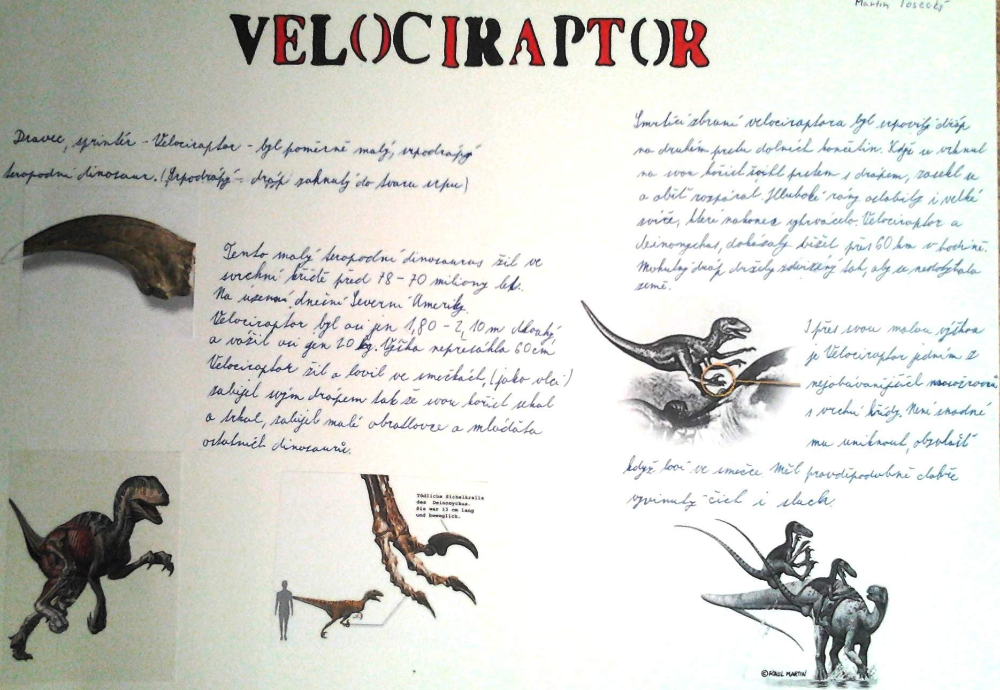 Martin Tosecký
VELOCIRAPTOR
Dravec, sprintér - Velociraptor - byl poměrně malý, srpodrápý
teropodní dinosaur. (Srpodrápý - dráp zahnutý do tvaru srpu)
Tento malý teropodní dinosaurus žil ve
svrchní křídě před 78 - 70 miliony let.
Na území dnešní Severní Ameriky.
Velociraptor byl asi jen 1,80 - 2,10 m dlouhý
a vážil asi jen 20 kg. Výška nepřesáhla 60 cm
Velociraptor žil a lovil ve smečkách, (jako vlci)
zabíjel svým drápem tak že svou kořist sekal
a trhal, zabíjel malé obratlovce a mláďata
ostatních dinosaurů.
Tödliche Sichelkralle
des Deinonychus.
Sie war 13 cm lang
und beweglich.
Smrtící zbraní velociraptora byl srpovitý dráp
na druhém prstu dolních končetin. Když se vrhnul
na svou kořist švihl prstem s drápem, zasekl se
a oběť rozpáral. Hluboké rány oslabily i velké
zvíře, které nakonec vykrvácelo. Velociraptor a
deinonychus, dokázaly běžet přes 60 km v hodině.
Mohutný dráp držely zdvižený tak, aby se nedotýkala
země.
I přes svou malou výškou
je Velociraptor jedním z
nejobávanějších masožravců
s vrchní křídy. Není snadné
mu uniknout, obzvlášť
když loví ve smečce. Měl pravděpodobně dobře
vyvinutý čich i sluch.
© RAUL MARTIN